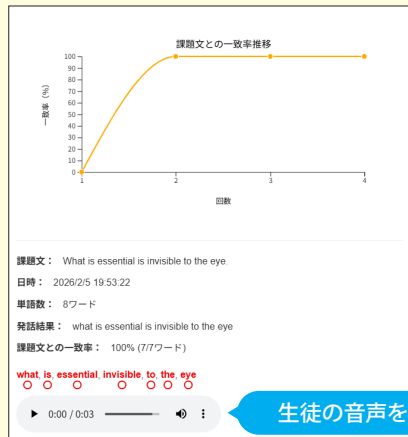 課題文との一致率推移
100
90
80
70
60
50
40
30
20
10
0
一致率 (%)
1 2 3 4
回数
課題文： What is essential is invisible to the eye.
日時： 2026/2/5 19:53:22
単語数： 8ワード
発話結果： what is essential is invisible to the eye
課題文との一致率： 100% (7/7ワード)
what, is, essential, invisible, to, the, eye
0:00 / 0:03
生徒の音声を